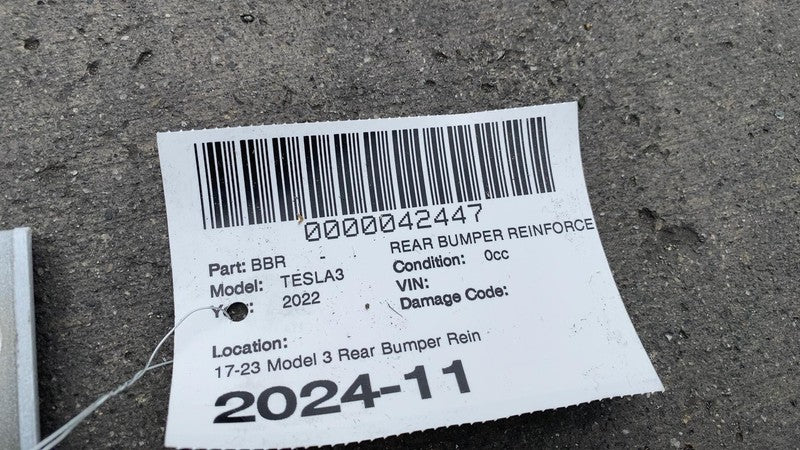 0000042447
Part: BBR - REAR BUMPER REINFORCE
Model: TESLA3 Condition: 0cc
2022 VIN:
Damage Code:
Location:
17-23 Model 3 Rear Bumper Rein
2024-11